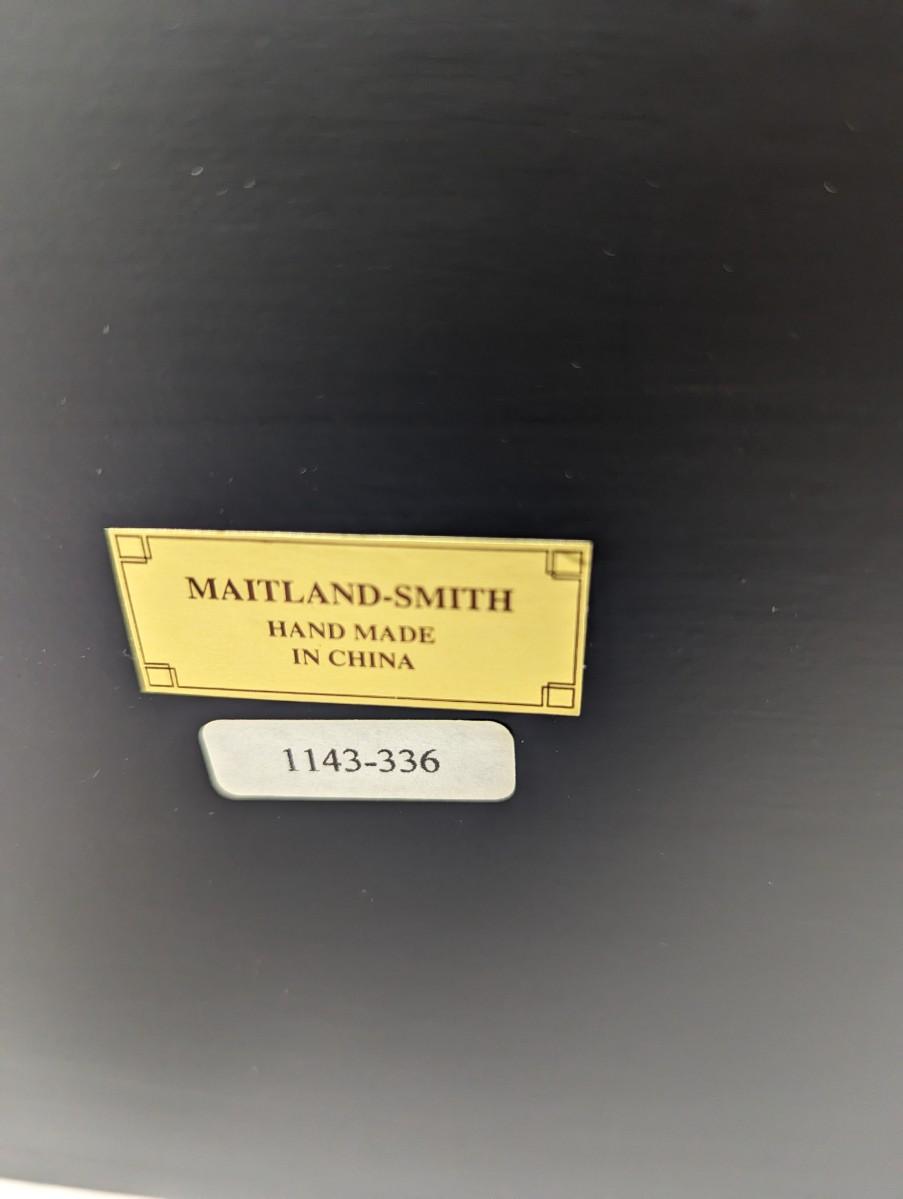 MAITLAND-SMITH
HAND MADE
IN CHINA
1143-336